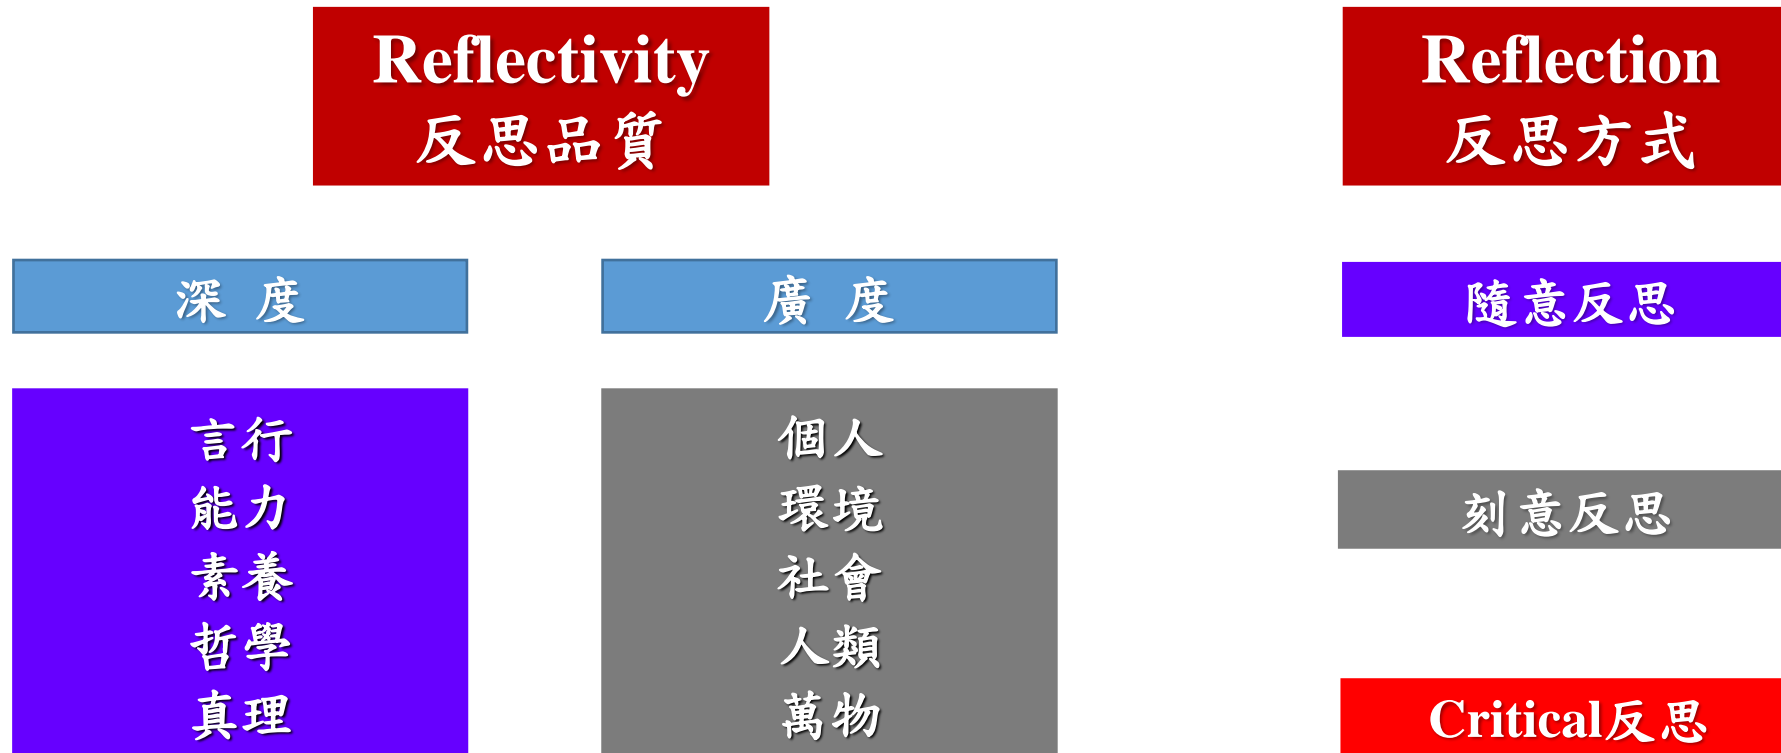 Reflectivity
反思品質
深 度
廣 度
言行
能力
素養
哲學
真理
個人
環境
社會
人類
萬物
Reflection
反思方式
隨意反思
刻意反思
Critical反思